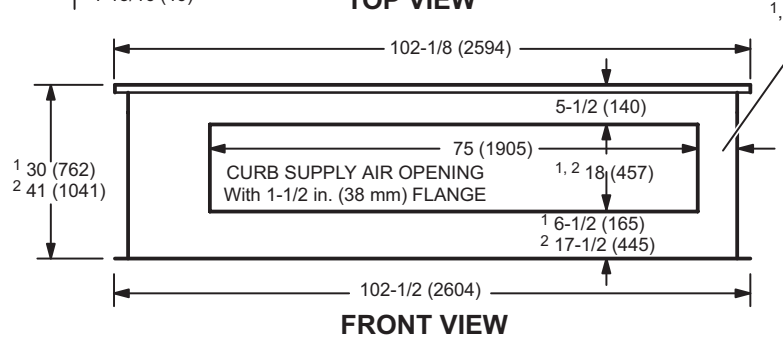 TOP VIEW
1,
102-1/8 (2594)
5-1/2 (140)
75 (1905)
1 30 (762)
2 41 (1041)
CURB SUPPLY AIR OPENING
With 1-1/2 in. (38 mm) FLANGE
1, 2 18 (457)
1 6-1/2 (165)
2 17-1/2 (445)
102-1/2 (2604)
FRONT VIEW